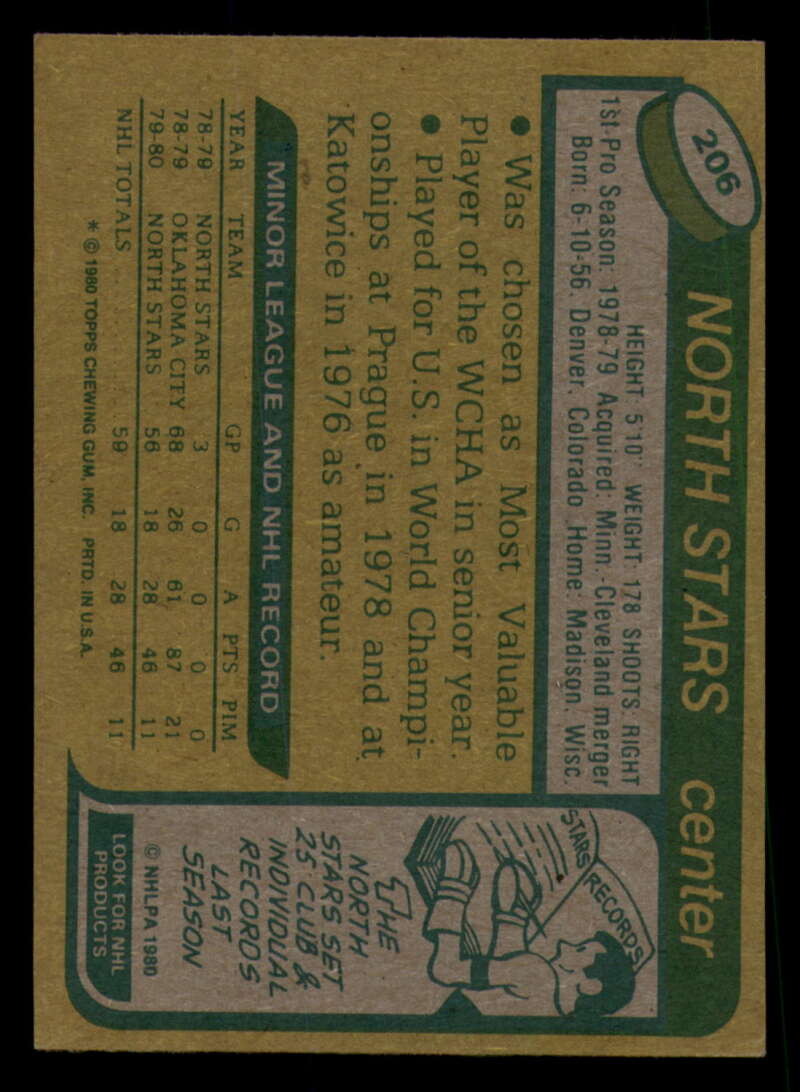 206
NORTH STARS center
HEIGHT: 5'10" WEIGHT: 178 SHOOTS: RIGHT
1st Pro Season: 1978-79 Acquired: Minn.-Cleveland merger
Born: 6-10-56, Denver, Colorado Home: Madison, Wisc.
• Was chosen as Most Valuable
Player of the WCHA in senior year.
• Played for U.S. in World Champi-
onships at Prague in 1978 and at
Katowice in 1976 as amateur.
MINOR LEAGUE AND NHL RECORD
YEAR TEAM GP G A PTS PIM
78-79 NORTH STARS 3 0 0 0 0
78-79 OKLAHOMA CITY 68 26 61 87 21
79-80 NORTH STARS 56 18 28 46 11
NHL TOTALS .......... 59 18 28 46 11
* © 1980 TOPPS CHEWING GUM, INC. PRTD. IN U.S.A.
STARS RECORDS
THE
NORTH
STARS SET
25 CLUB &
INDIVIDUAL
RECORDS
LAST
SEASON
© NHLPA 1980
LOOK FOR NHL
PRODUCTS